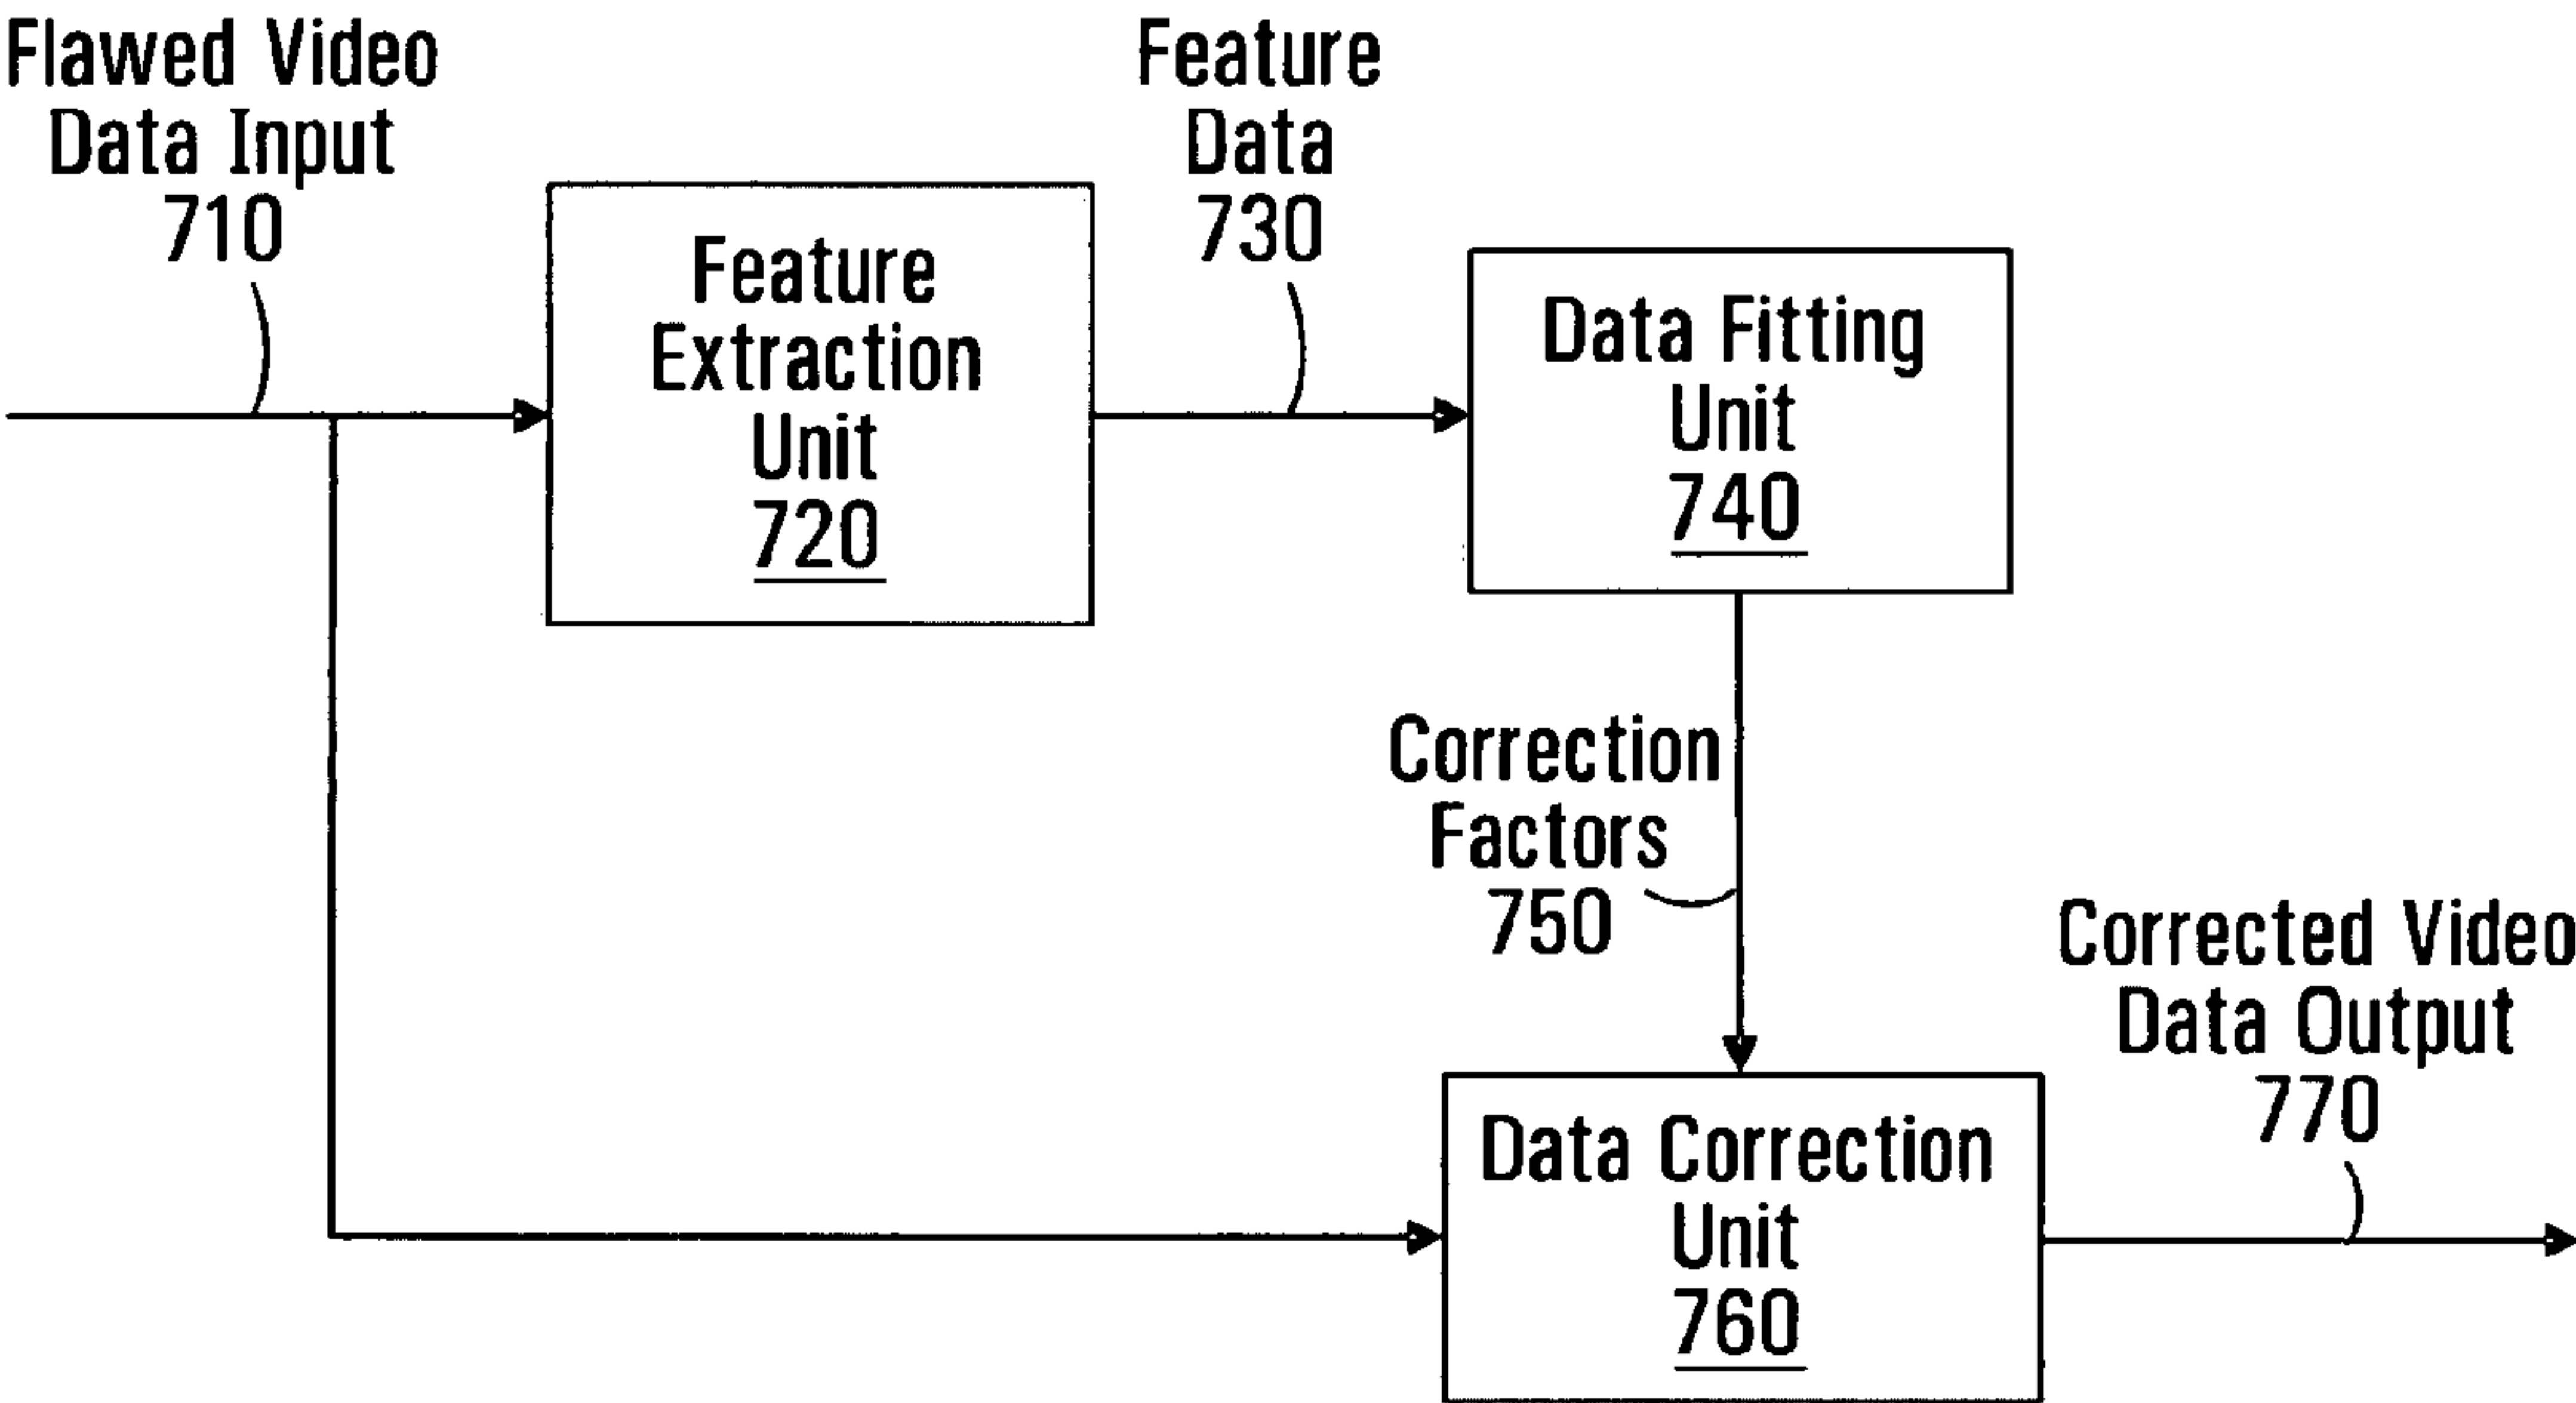 Flawed Video
Data Input
710
Feature
Extraction
Unit
720
Feature
Data
730
Data Fitting
Unit
740
Correction
Factors
750
Data Correction
Unit
760
Corrected Video
Data Output
770